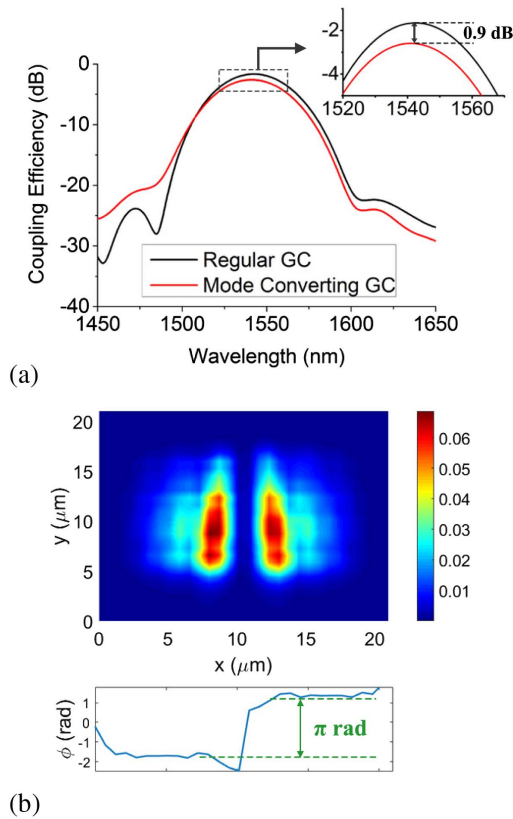 0.9 dB
-2
-4
1520 1540 1560
0
-10
-20
-30
-40
Coupling Efficiency (dB)
Regular GC
Mode Converting GC
1450 1500 1550 1600 1650
Wavelength (nm)
(a)
20
15
10
5
0
y (μm)
0 5 10 15 20
x (μm)
0.06
0.05
0.04
0.03
0.02
0.01
1
0
-1
-2
ϕ (rad)
π rad
(b)